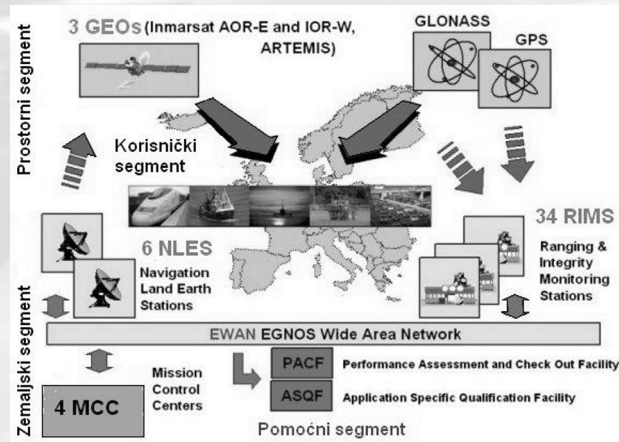 3 GEOs (Inmarsat AOR-E and IOR-W,
ARTEMIS)
GLONASS
GPS
Prostorni segment
Korisnički
segment
6 NLES
Navigation
Land Earth
Stations
34 RIMS
Ranging &
Integrity
Monitoring
Stations
Zemaljski segment
EWAN EGNOS Wide Area Network
4 MCC
Mission
Control
Centers
PACF Performance Assessment and Check Out Facility
ASQF Application Specific Qualification Facility
Pomoćni segment